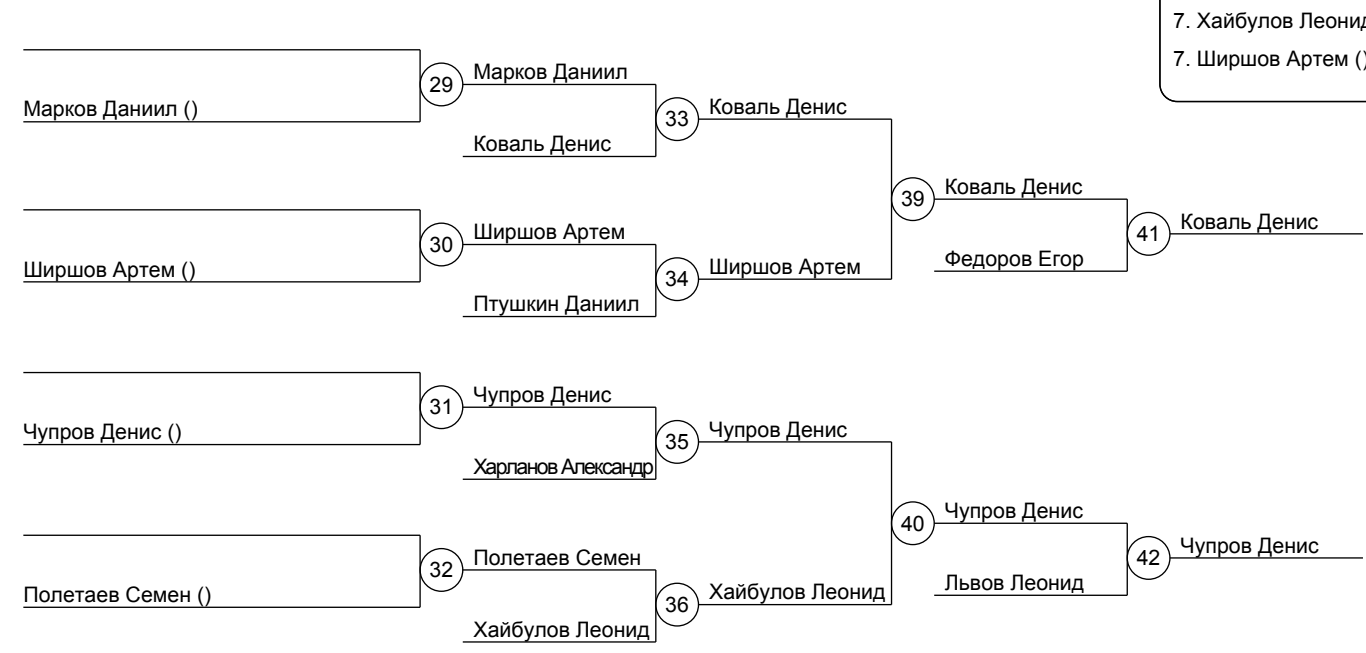 7. Хайбулов Леонид
7. Ширшов Артем ()
29
Марков Даниил
Марков Даниил ()
33
Коваль Денис
Коваль Денис
39
Коваль Денис
30
Ширшов Артем
41
Коваль Денис
Ширшов Артем ()
34
Ширшов Артем
Федоров Егор
Птушкин Даниил
31
Чупров Денис
Чупров Денис ()
35
Чупров Денис
Харланов Александр
40
Чупров Денис
32
Полетаев Семен
42
Чупров Денис
Полетаев Семен ()
36
Хайбулов Леонид
Львов Леонид
Хайбулов Леонид